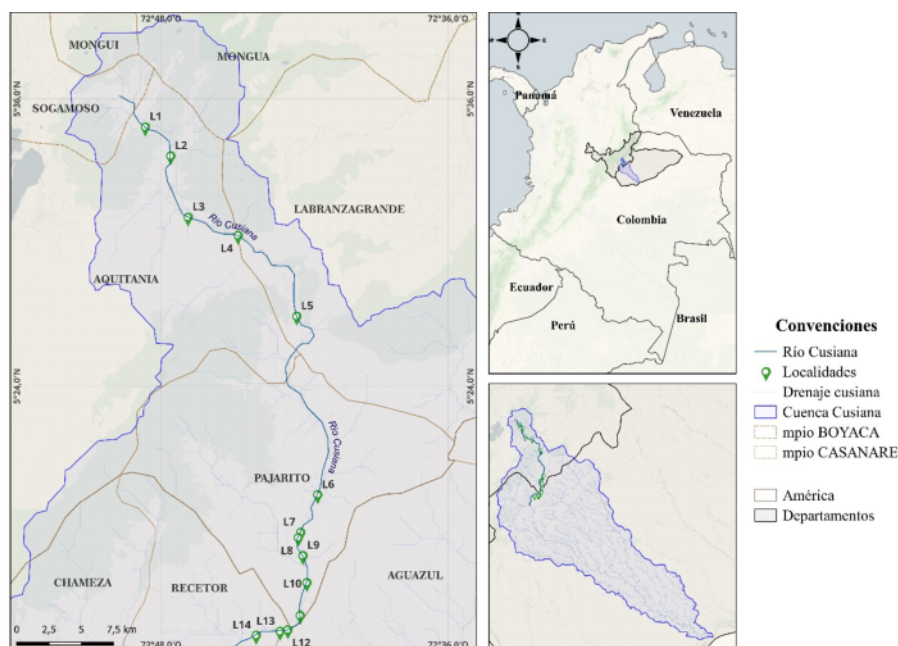 72°48,0'O
72°36,0'O
MONGUI
MONGUA
5°36,0'N
5°36,0'N
SOGAMOSO
L1
L2
L3
Río Cusiana
LABRANZAGRANDE
L4
AQUITANIA
L5
5°24,0'N
5°24,0'N
Río Cusiana
PAJARITO
L6
L7
L8
L9
CHAMEZA
RECETOR
L10
AGUAZUL
L14
L13
L12
0
2,5
5
7,5 km
72°48,0'O
72°36,0'O
Panamá
Venezuela
Colombia
Ecuador
Perú
Brasil
Convenciones
Río Cusiana
Localidades
Drenaje cusiana
Cuenca Cusiana
mpio BOYACA
mpio CASANARE
América
Departamentos